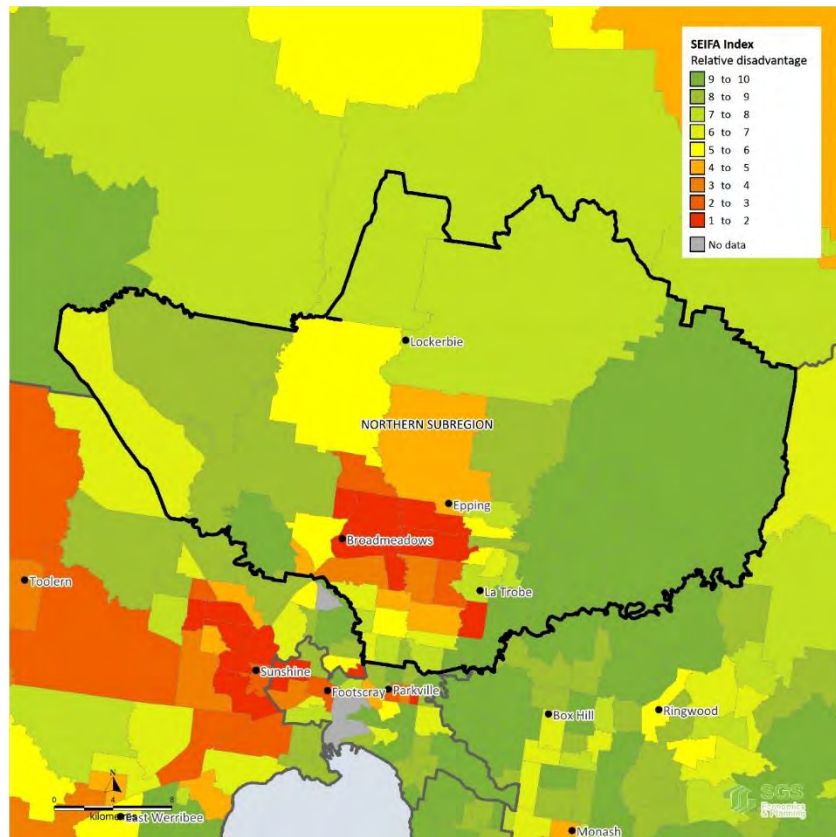 SEIFA Index
Relative disadvantage
9 to 10
8 to 9
7 to 8
6 to 7
5 to 6
4 to 5
3 to 4
2 to 3
1 to 2
No data
Lockerbie
NORTHERN SUBREGION
Epping
Broadmeadows
Toolern
La Trobe
Sunshine
Footscray
Parkville
Box Hill
Ringwood
N
0 4 8
kilometres
East Werribee
SGS
Economics
& Planning
Monash